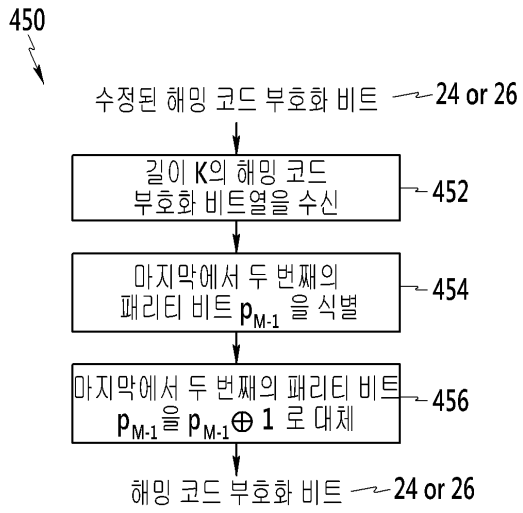 450
수정된 해밍 코드 부호화 비트 24 or 26
길이 K의 해밍 코드
부호화 비트열을 수신
452
마지막에서 두 번째의
패리티 비트 p_{M-1} 을 식별
454
마지막에서 두 번째의 패리티 비트
p_{M-1}을 p_{M-1}⊕ 1 로 대체
456
해밍 코드 부호화 비트 24 or 26